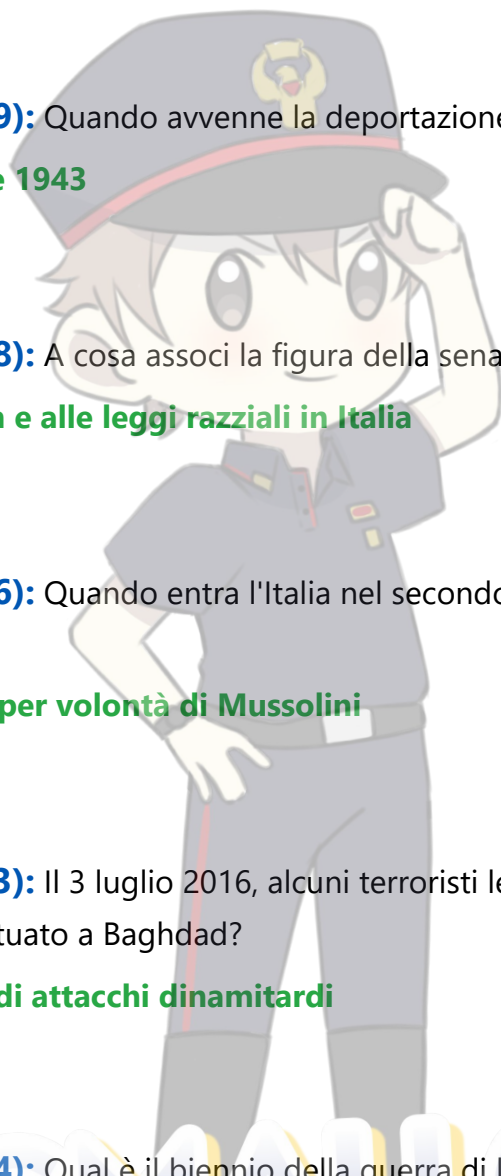 9): Quando avvenne la deportazione
e 1943
8): A cosa associ la figura della sena
e alle leggi razziali in Italia
6): Quando entra l'Italia nel secondo
per volontà di Mussolini
3): Il 3 luglio 2016, alcuni terroristi le
tuato a Baghdad?
di attacchi dinamitardi
4): Qual è il biennio della guerra di